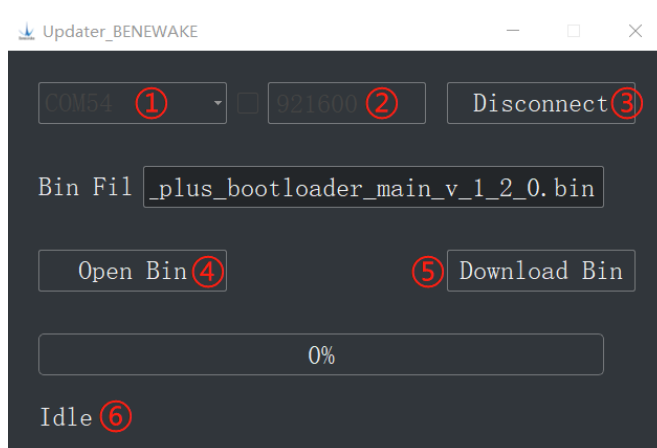 Updater_BENEWAKE
COM54 ① 921600 ② Disconnect ③
Bin Fil _plus_bootloader_main_v_1_2_0.bin
Open Bin ④ ⑤ Download Bin
0%
Idle ⑥